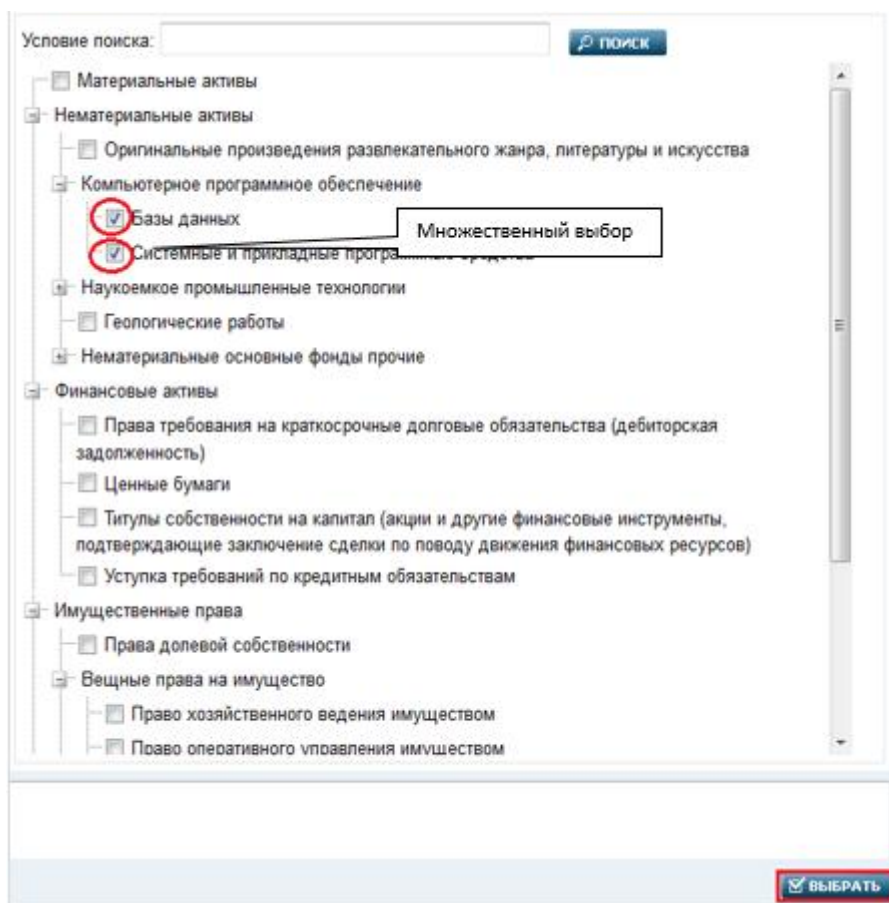 Условие поиска: ПОИСК
Материальные активы
Нематериальные активы
Оригинальные произведения развлекательного жанра, литературы и искусства
Компьютерное программное обеспечение
Базы данных
Множественный выбор
Системные и прикладные
Наукоемкое промышленные технологии
Геологические работы
Нематериальные основные фонды прочие
Финансовые активы
Права требования на краткосрочные долговые обязательства (дебиторская
задолженность)
Ценные бумаги
Титулы собственности на капитал (акции и другие финансовые инструменты,
подтверждающие заключение сделки по поводу движения финансовых ресурсов)
Уступка требований по кредитным обязательствам
Имущественные права
Права долевой собственности
Вещные права на имущество
Право хозяйственного ведения имуществом
Право оперативного управления имуществом
ВЫБРАТЬ